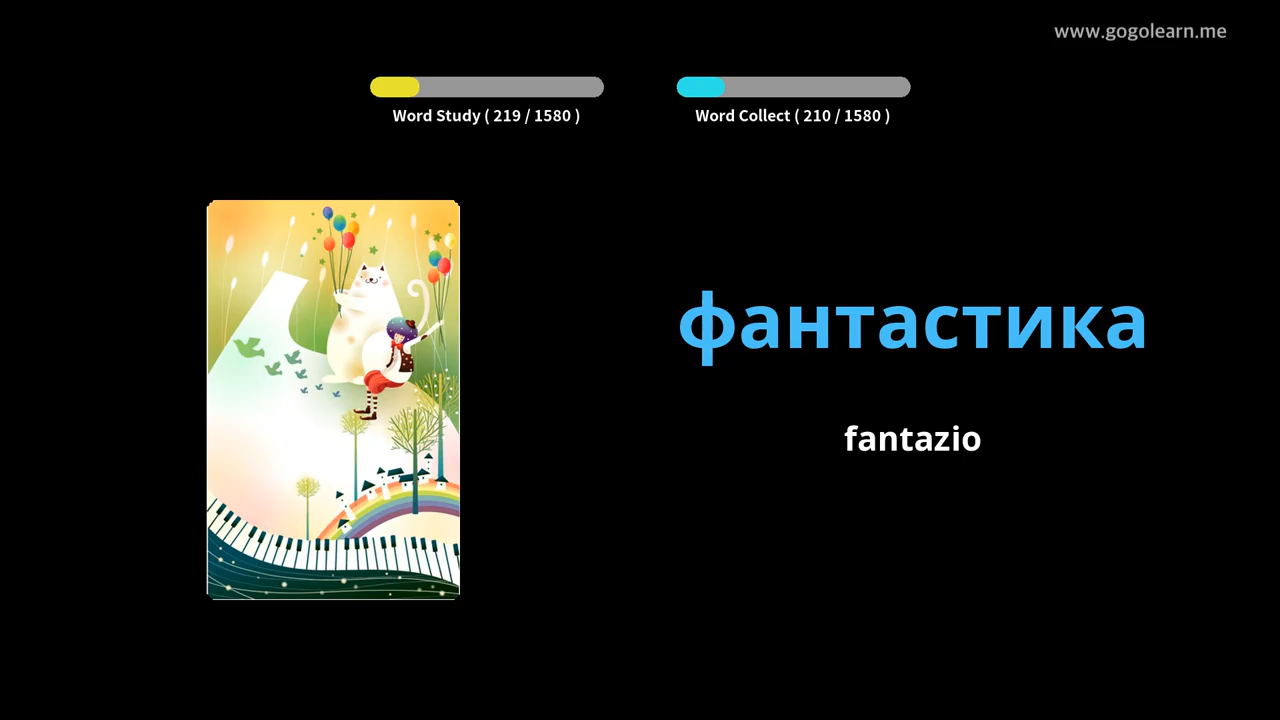 www.gogolearn.me
Word Study ( 219 / 1580 )
Word Collect ( 210 / 1580 )
фантастика
fantazio